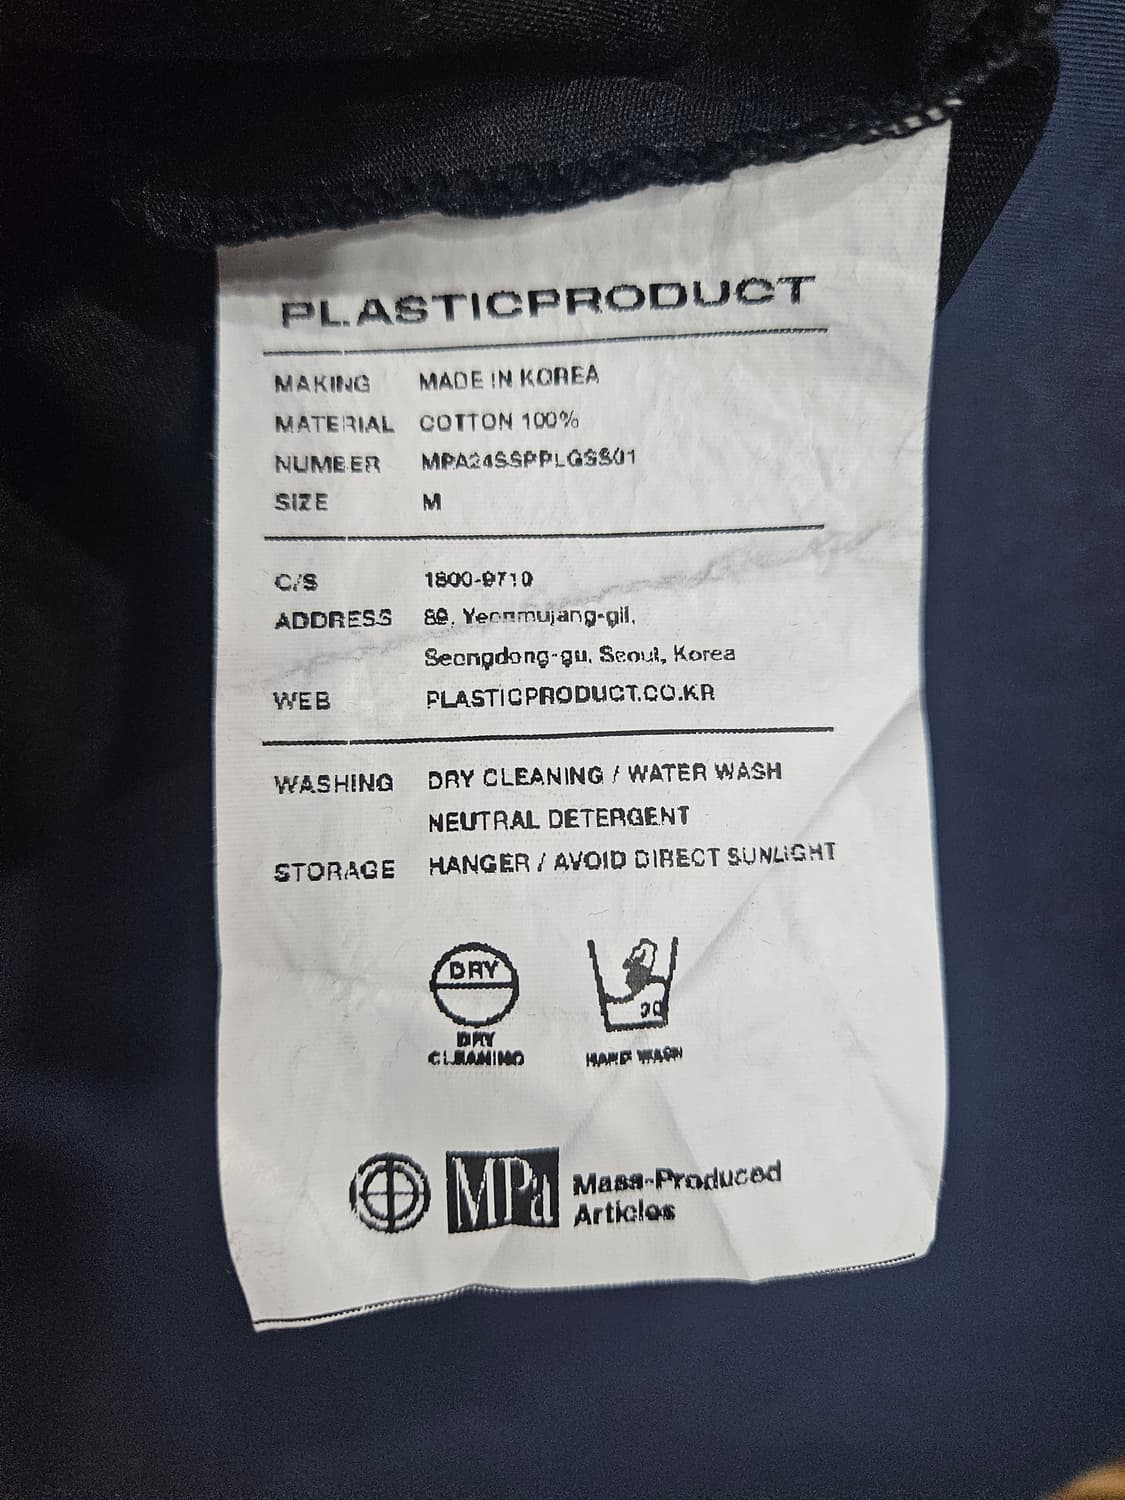 PLASTICPRODUCT
MAKING MADE IN KOREA
MATERIAL COTTON 100%
NUMBER MPA24SSPPLGSS01
SIZE M
C/S 1800-9710
ADDRESS 89, Yeonmujang-gil,
Seongdong-gu, Seoul, Korea
WEB PLASTICPRODUCT.CO.KR
WASHING DRY CLEANING / WATER WASH
NEUTRAL DETERGENT
STORAGE HANGER / AVOID DIRECT SUNLIGHT
DRY
30
DRY
CLEANING
HAND WASH
MPa
Mass-Produced
Articles